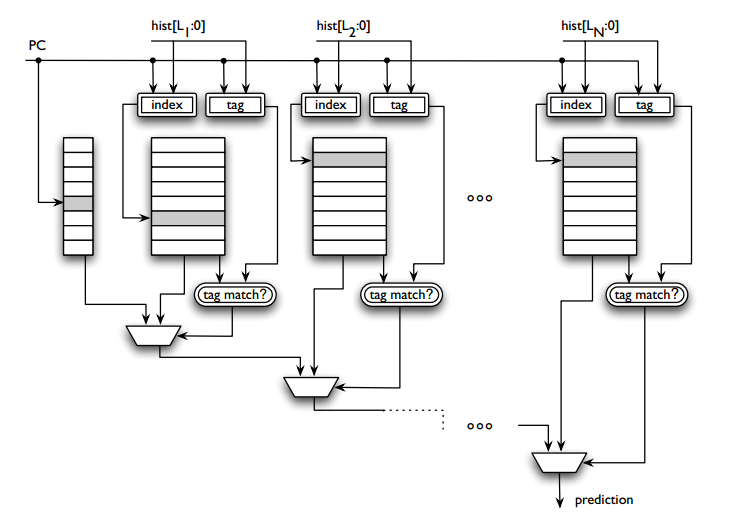 hist[L1:0]
hist[L2:0]
hist[LN:0]
PC
index
tag
index
tag
index
tag
tag match?
tag match?
tag match?
prediction